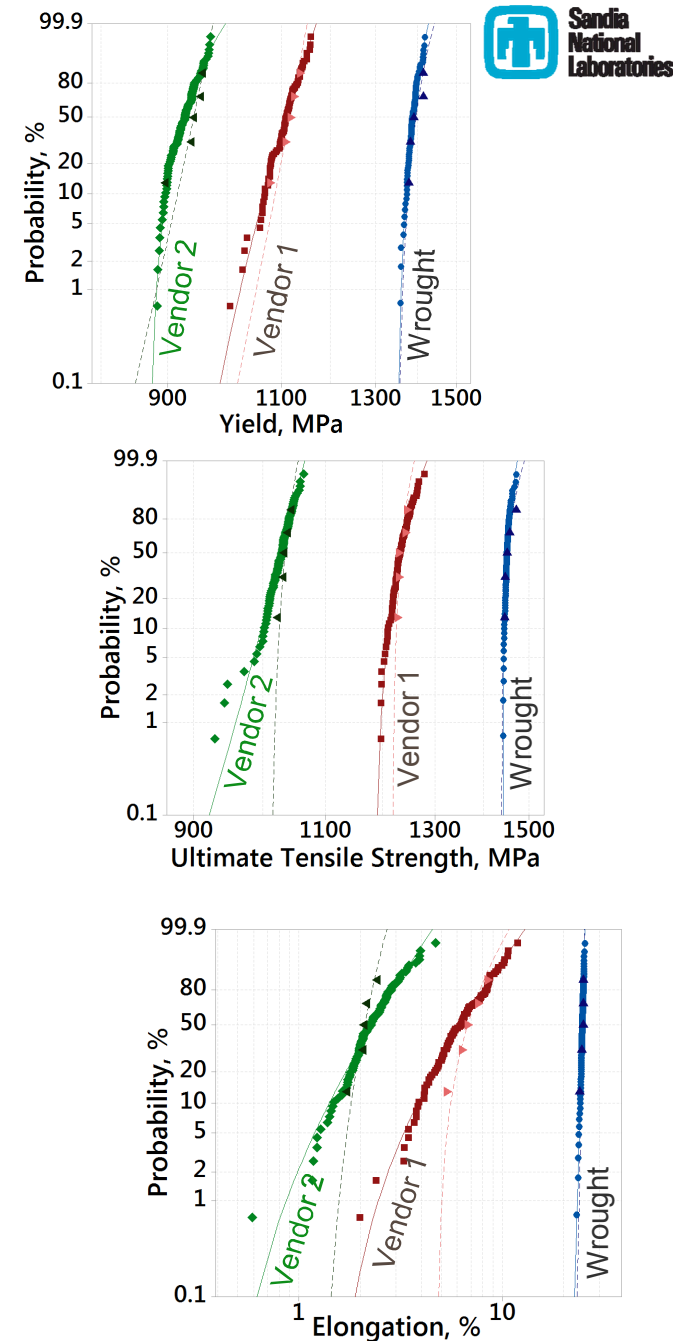 Sandia
National
Laboratories
99.9
80
50
20
10
5
2
1
0.1
Probability, %
Vendor 2
Vendor 1
Wrought
900 1100 1300 1500
Yield, MPa
99.9
80
50
20
10
5
2
1
0.1
Probability, %
Vendor 2
Vendor 1
Wrought
900 1100 1300 1500
Ultimate Tensile Strength, MPa
99.9
80
50
20
10
5
2
1
0.1
Probability, %
Vendor 2
Vendor 1
Wrought
1 10
Elongation, %